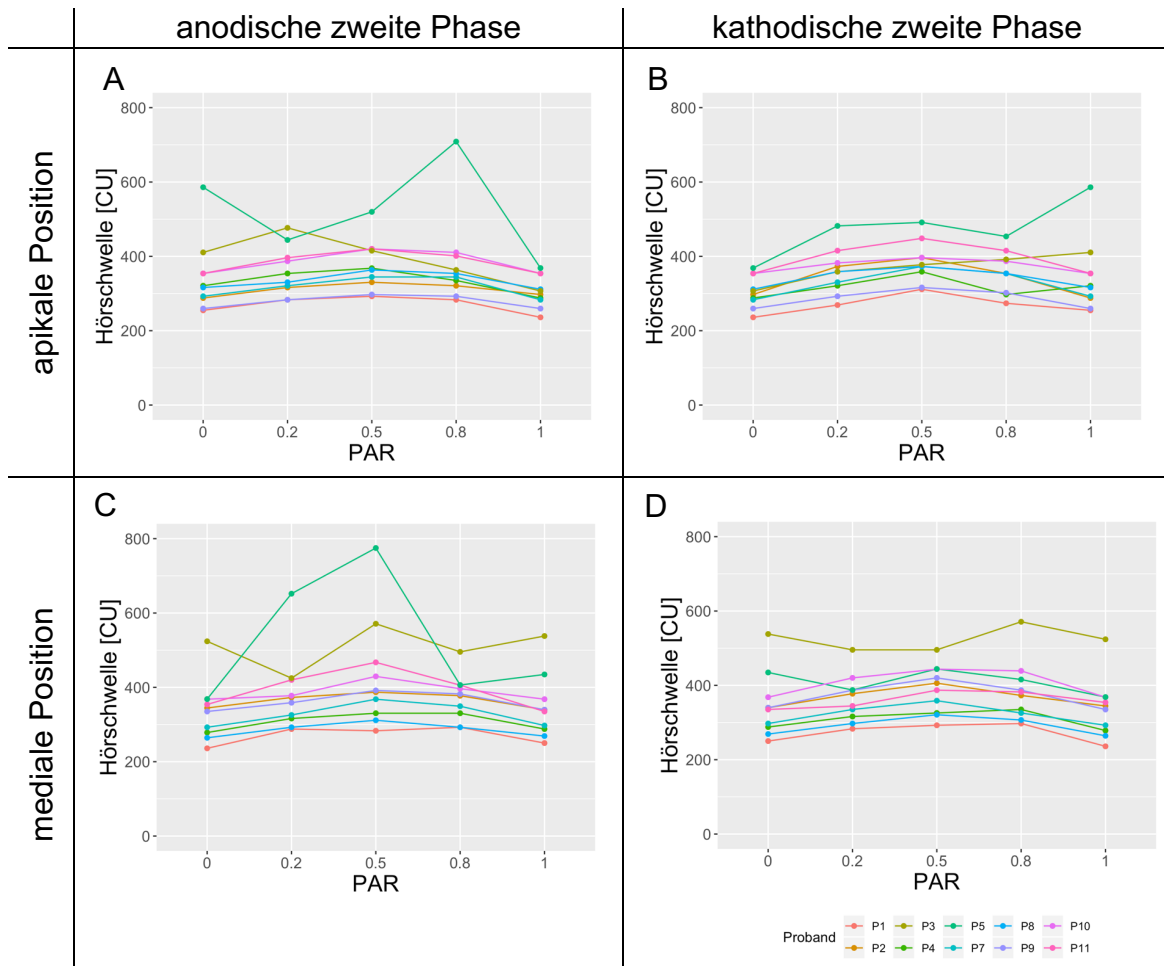 anodische zweite Phase
kathodische zweite Phase
apikale Position
A
Hörschwelle [CU]
800
600
400
200
0
0 0.2 0.5 0.8 1
PAR
B
Hörschwelle [CU]
800
600
400
200
0
0 0.2 0.5 0.8 1
PAR
mediale Position
C
Hörschwelle [CU]
800
600
400
200
0
0 0.2 0.5 0.8 1
PAR
D
Hörschwelle [CU]
800
600
400
200
0
0 0.2 0.5 0.8 1
PAR
Proband P1 P3 P5 P8 P10
P2 P4 P7 P9 P11